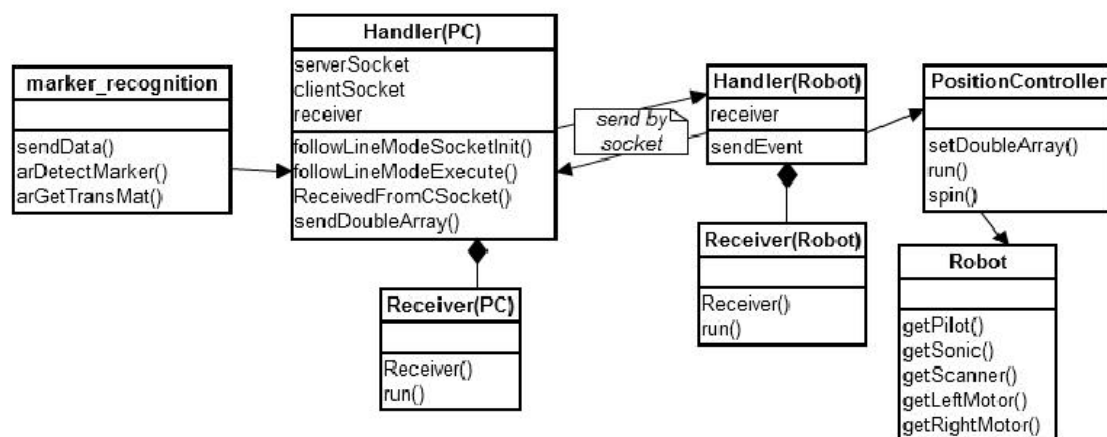 marker_recognition
sendData()
arDetectMarker()
arGetTransMat()
Handler(PC)
serverSocket
clientSocket
receiver
followLineModeSocketInit()
followLineModeExecute()
ReceivedFromCSocket()
sendDoubleArray()
Receiver(PC)
Receiver()
run()
send by
socket
Handler(Robot)
receiver
sendEvent
Receiver(Robot)
Receiver()
run()
PositionController
setDoubleArray()
run()
spin()
Robot
getPilot()
getSonic()
getScanner()
getLeftMotor()
getRightMotor()